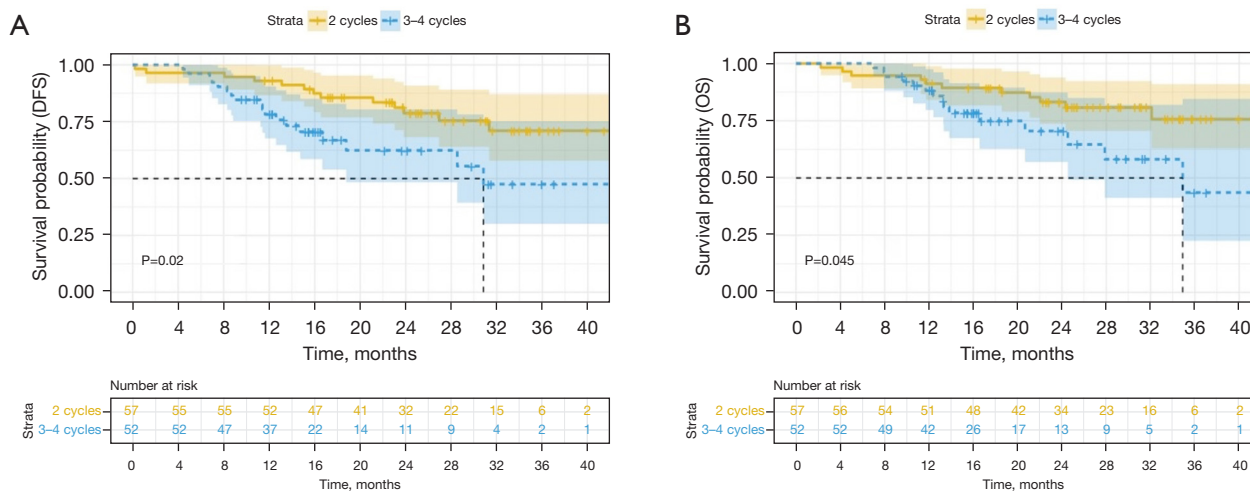 A
Strata 2 cycles 3–4 cycles
Survival probability (DFS)
1.00
0.75
0.50
0.25
0.00
P=0.02
0 4 8 12 16 20 24 28 32 36 40
Time, months
Number at risk
Strata
2 cycles 57 55 55 52 47 41 32 22 15 6 2
3–4 cycles 52 52 47 37 22 14 11 9 4 2 1
0 4 8 12 16 20 24 28 32 36 40
Time, months
B
Strata 2 cycles 3–4 cycles
Survival probability (OS)
1.00
0.75
0.50
0.25
0.00
P=0.045
0 4 8 12 16 20 24 28 32 36 40
Time, months
Number at risk
Strata
2 cycles 57 56 54 51 48 42 34 23 16 6 2
3–4 cycles 52 52 49 42 26 17 13 9 5 2 1
0 4 8 12 16 20 24 28 32 36 40
Time, months